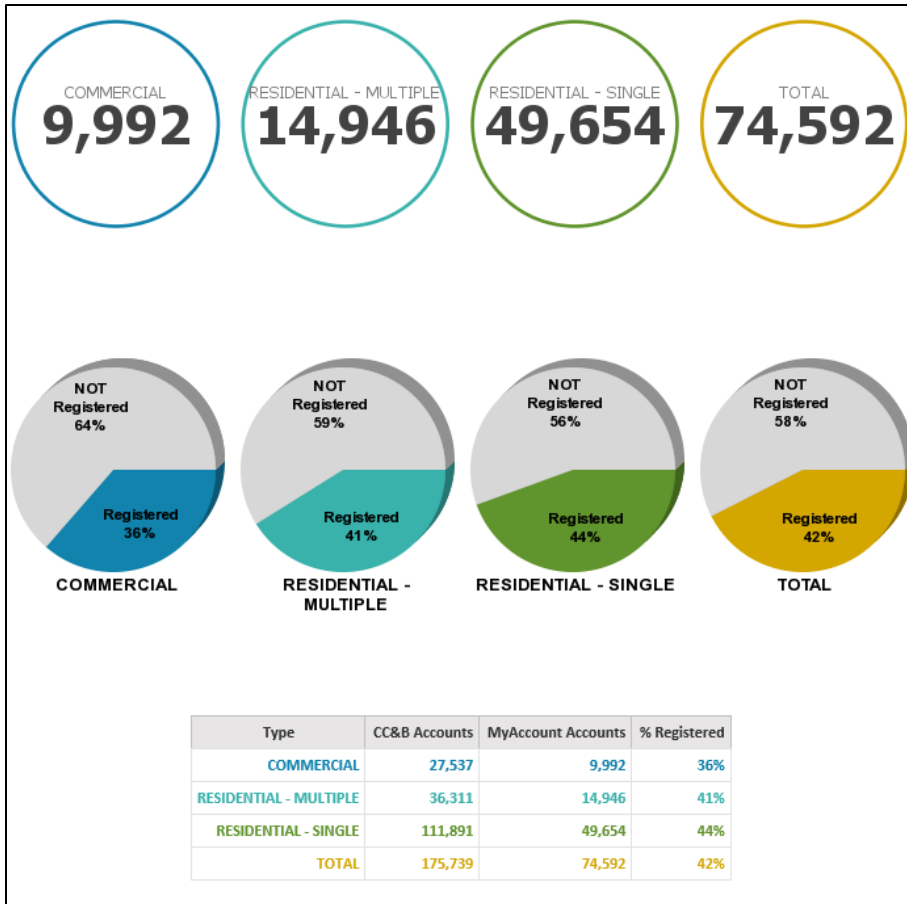 COMMERCIAL
9,992
RESIDENTIAL - MULTIPLE
14,946
RESIDENTIAL - SINGLE
49,654
TOTAL
74,592
NOT
Registered
64%
Registered
36%
COMMERCIAL
NOT
Registered
59%
Registered
41%
RESIDENTIAL -
MULTIPLE
NOT
Registered
56%
Registered
44%
RESIDENTIAL - SINGLE
NOT
Registered
58%
Registered
42%
TOTAL
Type CC&B Accounts MyAccount Accounts % Registered
COMMERCIAL 27,537 9,992 36%
RESIDENTIAL - MULTIPLE 36,311 14,946 41%
RESIDENTIAL - SINGLE 111,891 49,654 44%
TOTAL 175,739 74,592 42%